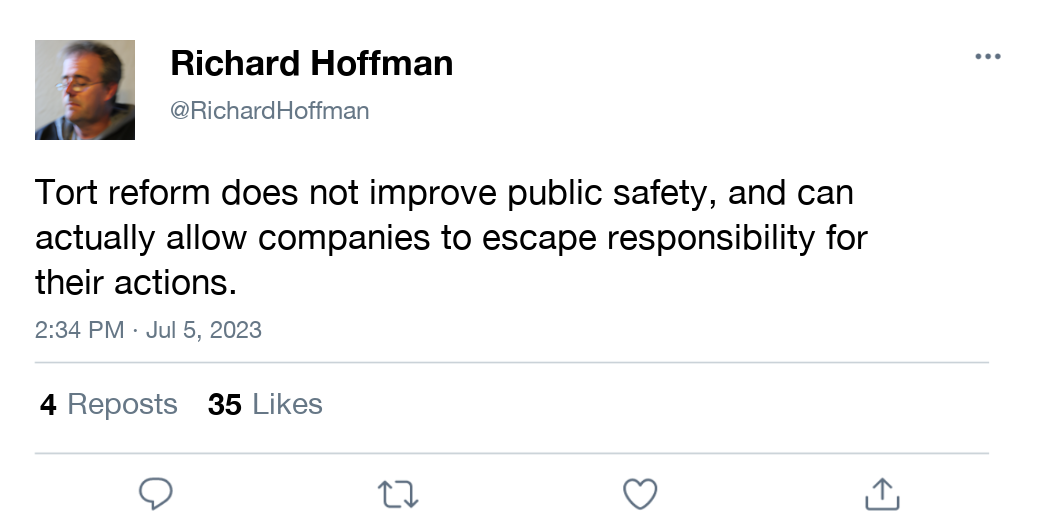 Richard Hoffman
@RichardHoffman
Tort reform does not improve public safety, and can
actually allow companies to escape responsibility for
their actions.
2:34 PM · Jul 5, 2023
4 Reposts 35 Likes